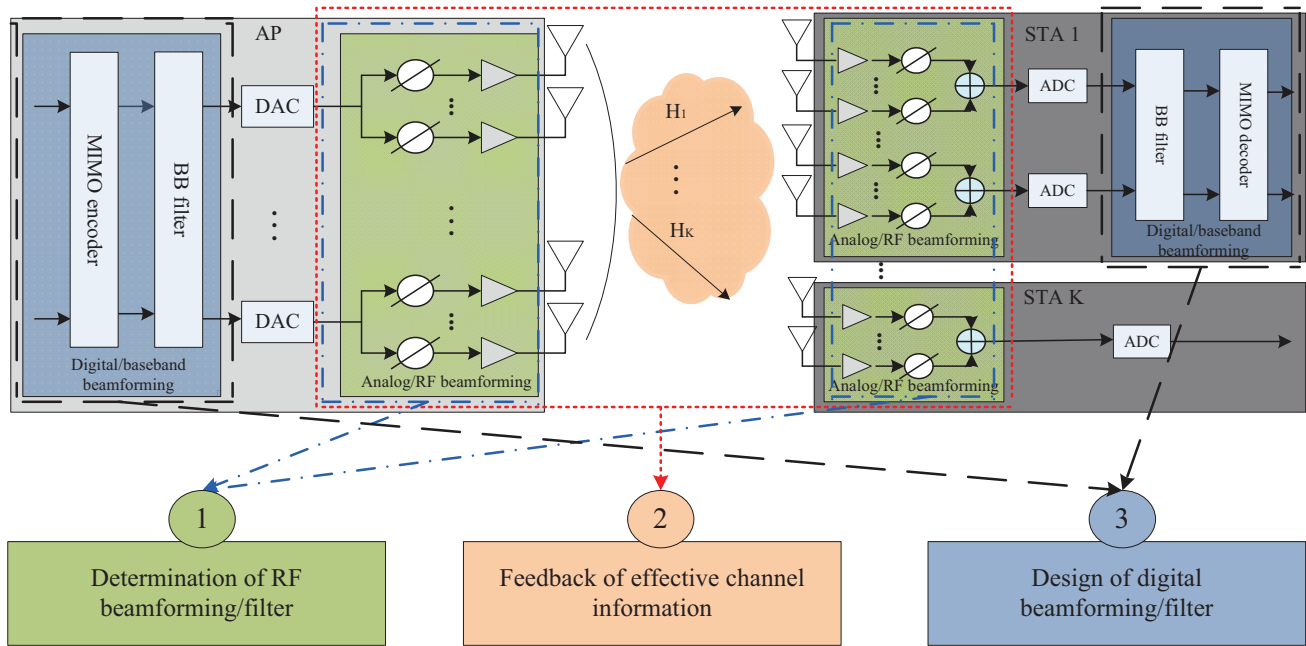 AP
MIMO encoder
BB filter
Digital/baseband
beamforming
DAC
...
DAC
...
...
...
Analog/RF beamforming
H1
...
HK
STA 1
...
...
...
Analog/RF beamforming
ADC
ADC
BB filter
MIMO decoder
Digital/baseband
beamforming
...
STA K
...
Analog/RF beamforming
ADC
1
Determination of RF
beamforming/filter
2
Feedback of effective channel
information
3
Design of digital
beamforming/filter